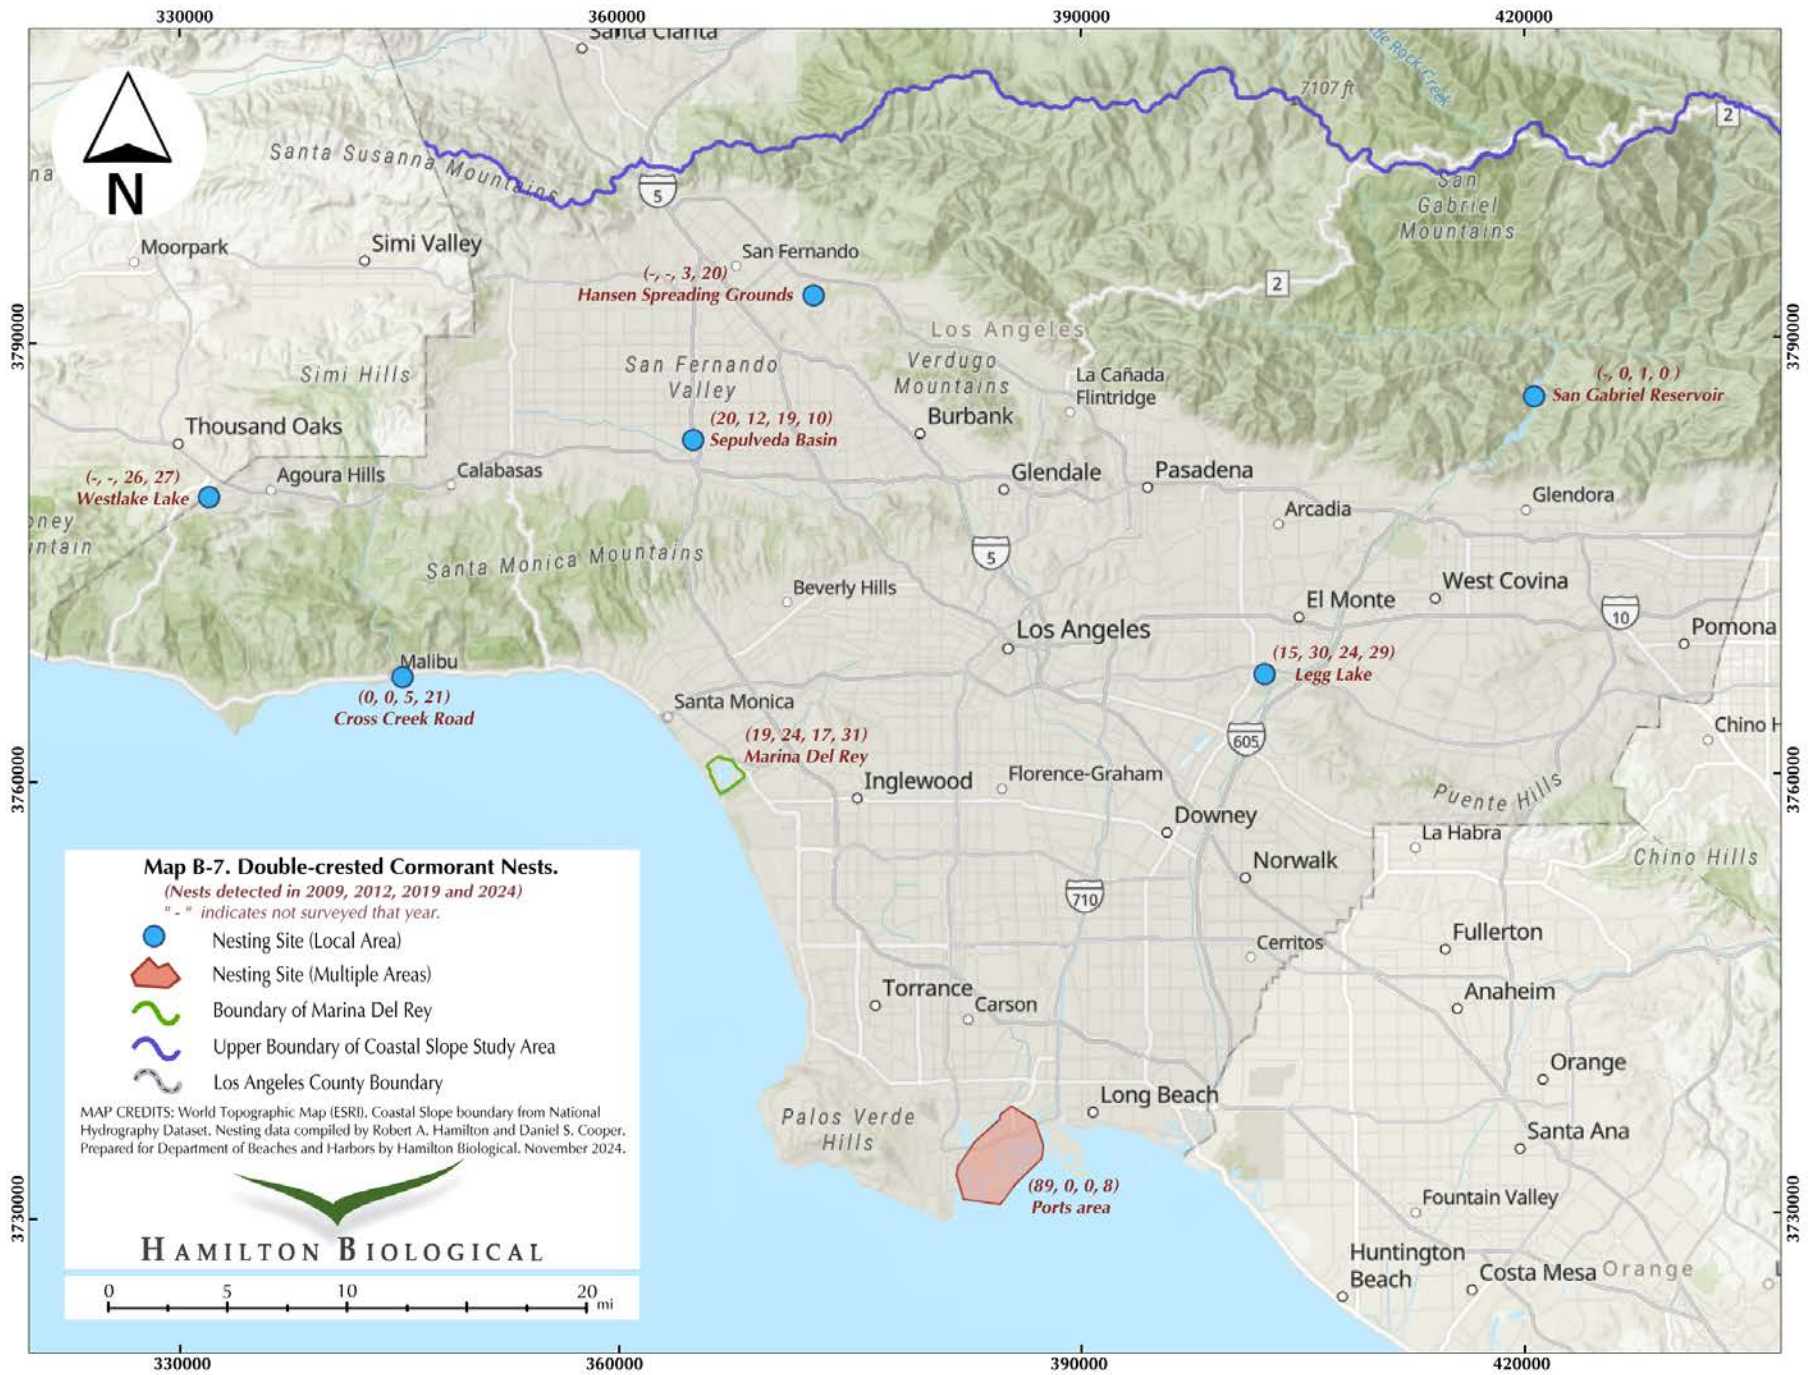 330000
360000
390000
420000
Santa Clarita
7107 ft
Rock Creek
2
Santa Susanna Mountains
na
5
San
Gabriel
Mountains
Moorpark
Simi Valley
San Fernando
(-, -, 3, 20)
Hansen Spreading Grounds
2
3790000
3790000
Los Angeles
Simi Hills
San Fernando
Valley
Verdugo
Mountains
La Cañada
Flintridge
(-, 0, 1, 0 )
San Gabriel Reservoir
Thousand Oaks
(20, 12, 19, 10)
Sepulveda Basin
Burbank
(-, -, 26, 27)
Westlake Lake
Agoura Hills
Calabasas
Glendale
Pasadena
Glendora
Arcadia
oney
untain
Santa Monica Mountains
5
Beverly Hills
West Covina
El Monte
10
Los Angeles
Pomona
Malibu
(0, 0, 5, 21)
Cross Creek Road
(15, 30, 24, 29)
Legg Lake
Santa Monica
(19, 24, 17, 31)
Marina Del Rey
605
Chino H
3760000
3760000
Inglewood
Florence-Graham
Puente Hills
Downey
La Habra
Chino Hills
Norwalk
710
Fullerton
Cerritos
Torrance
Carson
Anaheim
Orange
Long Beach
Palos Verde
Hills
Santa Ana
(89, 0, 0, 8)
Ports area
Fountain Valley
3730000
3730000
Huntington
Beach
Costa Mesa
Orange
Map B-7. Double-crested Cormorant Nests.
(Nests detected in 2009, 2012, 2019 and 2024)
" - " indicates not surveyed that year.
Nesting Site (Local Area)
Nesting Site (Multiple Areas)
Boundary of Marina Del Rey
Upper Boundary of Coastal Slope Study Area
Los Angeles County Boundary
MAP CREDITS: World Topographic Map (ESRI). Coastal Slope boundary from National
Hydrography Dataset. Nesting data compiled by Robert A. Hamilton and Daniel S. Cooper.
Prepared for Department of Beaches and Harbors by Hamilton Biological. November 2024.
HAMILTON BIOLOGICAL
0 5 10 20 mi
N
330000
360000
390000
420000